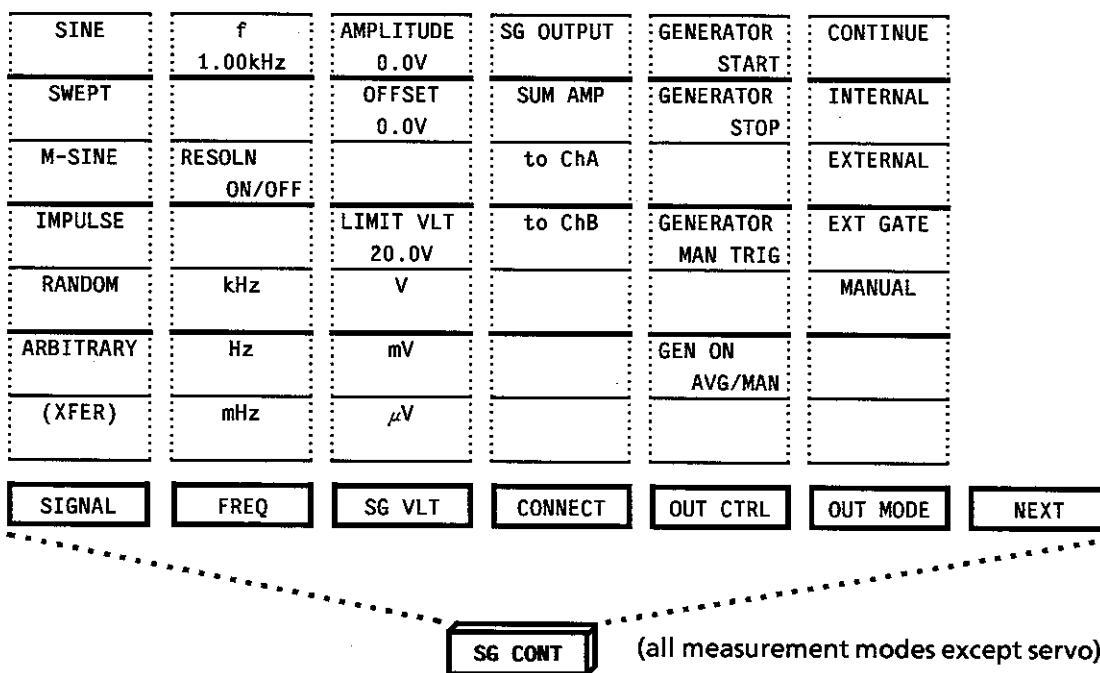 SINE
f
1.00kHz
AMPLITUDE
0.0V
SG OUTPUT
GENERATOR
START
CONTINUE
SWEPT
OFFSET
0.0V
SUM AMP
GENERATOR
STOP
INTERNAL
M-SINE
RESOLN
ON/OFF
to ChA
EXTERNAL
IMPULSE
LIMIT VLT
20.0V
to ChB
GENERATOR
MAN TRIG
EXT GATE
RANDOM
kHz
V
MANUAL
ARBITRARY
Hz
mV
GEN ON
AVG/MAN
(XFER)
mHz
μV
SIGNAL
FREQ
SG VLT
CONNECT
OUT CTRL
OUT MODE
NEXT
SG CONT
(all measurement modes except servo)